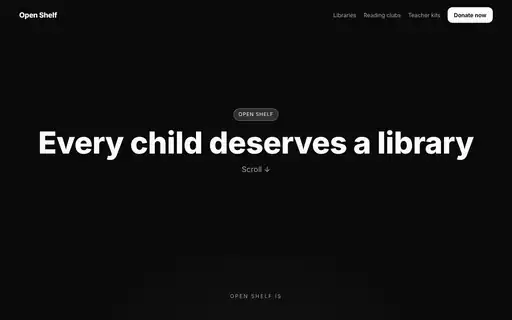 Open Shelf
Libraries Reading clubs Teacher kits Donate now
OPEN SHELF
Every child deserves a library
Scroll ↓
OPEN SHELF IS